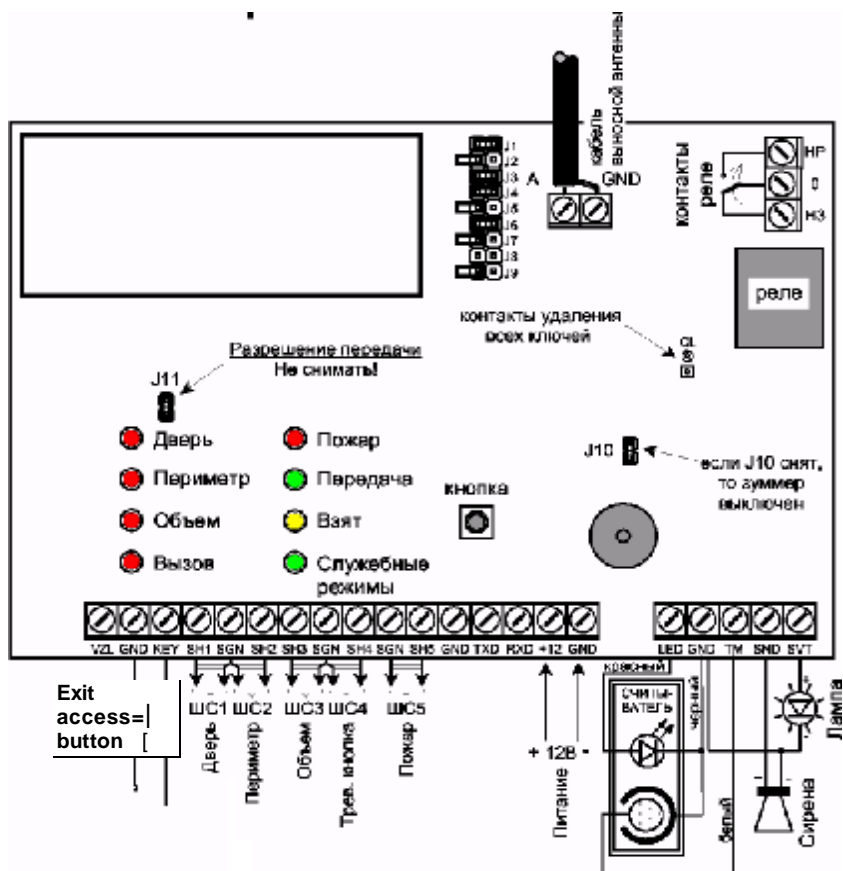 кабель
выносной антенны
J1
J2
J3
J4
J5
J6
J7
J8
J9
A
GND
контакты
реле
HP
0
НЗ
реле
контакты удаления
всех ключей
Разрешение передачи
Не снимать!
J11
Дверь
Периметр
Объем
Вызов
Пожар
Передача
Взят
Служебные
режимы
кнопка
J10
если J10 снят,
то зуммер
выключен
VZL GND KEY SH1 SGN SH2 SH3 SGN SH4 SGN SH5 GND TXD RXD +12 GND
LED GND TM SND SVT
Exit
access=
button [
ШС1 ШС2 ШС3 ШС4 ШС5
Дверь
Периметр
Объем
Трев. кнопка
Пожар
+ 12В -
Питание
красный
СЧИТЫ-
ВАТЕЛЬ
черный
белый
Сирена
Лампа